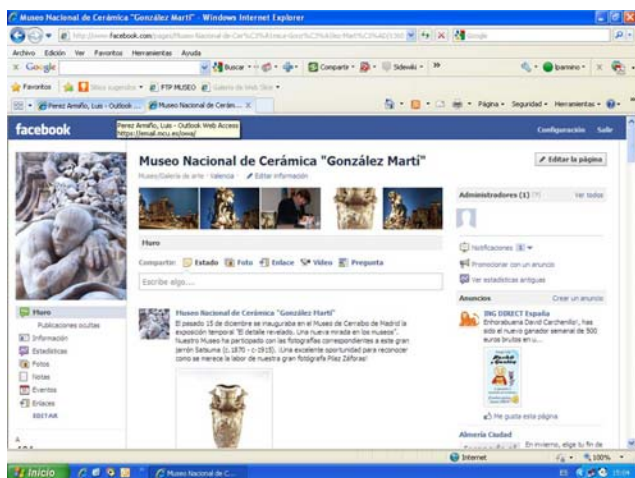 Museo Nacional de Cerámica "González Martí" - Windows Internet Explorer
Archivo Edición Ver Favoritos Herramientas Ayuda
Google Buscar Compartir Sidewiki
Favoritos FTP MUSEO
Perez Armiño, Luis - Outlook ... Museo Nacional de Cerám... Página Seguridad Herramientas
Perez Armiño, Luis - Outlook Web Access
https://email.mcu.es/owa/
facebook Configuración Salir
Museo Nacional de Cerámica "González Martí" Editar la página
Museo/Galería de arte · Valencia · Editar información
Administradores (1) Ver todos
Muro
Compartir: Estado Foto Enlace Vídeo Pregunta
Escribe algo...
Notificaciones
Promocionar con un anuncio
Ver estadísticas antiguas
Anuncios Crear un anuncio
Muro
Publicaciones ocultas
Información
Estadísticas
Fotos
Notas
Eventos
Enlaces
EDITAR
Museo Nacional de Cerámica "González Martí"
El pasado 15 de diciembre se inauguraba en el Museo de Cerralbo de Madrid la
exposición temporal "El detalle revelado. Una nueva mirada en los museos".
Nuestro Museo ha participado con las fotografías correspondientes a este gran
jarrón Satsuma (c.1870 - c-1915). ¡Una excelente oportunidad para reconocer
como se merece la labor de nuestra gran fotógrafa
ING DIRECT España
Enhorabuena David Carchenilla!, has
sido el nuevo ganador semanal de 500
euros brutos en u...
Me gusta esta página
Almería Ciudad
En invierno, elige tu fin de
Internet 100%
Inicio Museo Nacional de C... ES